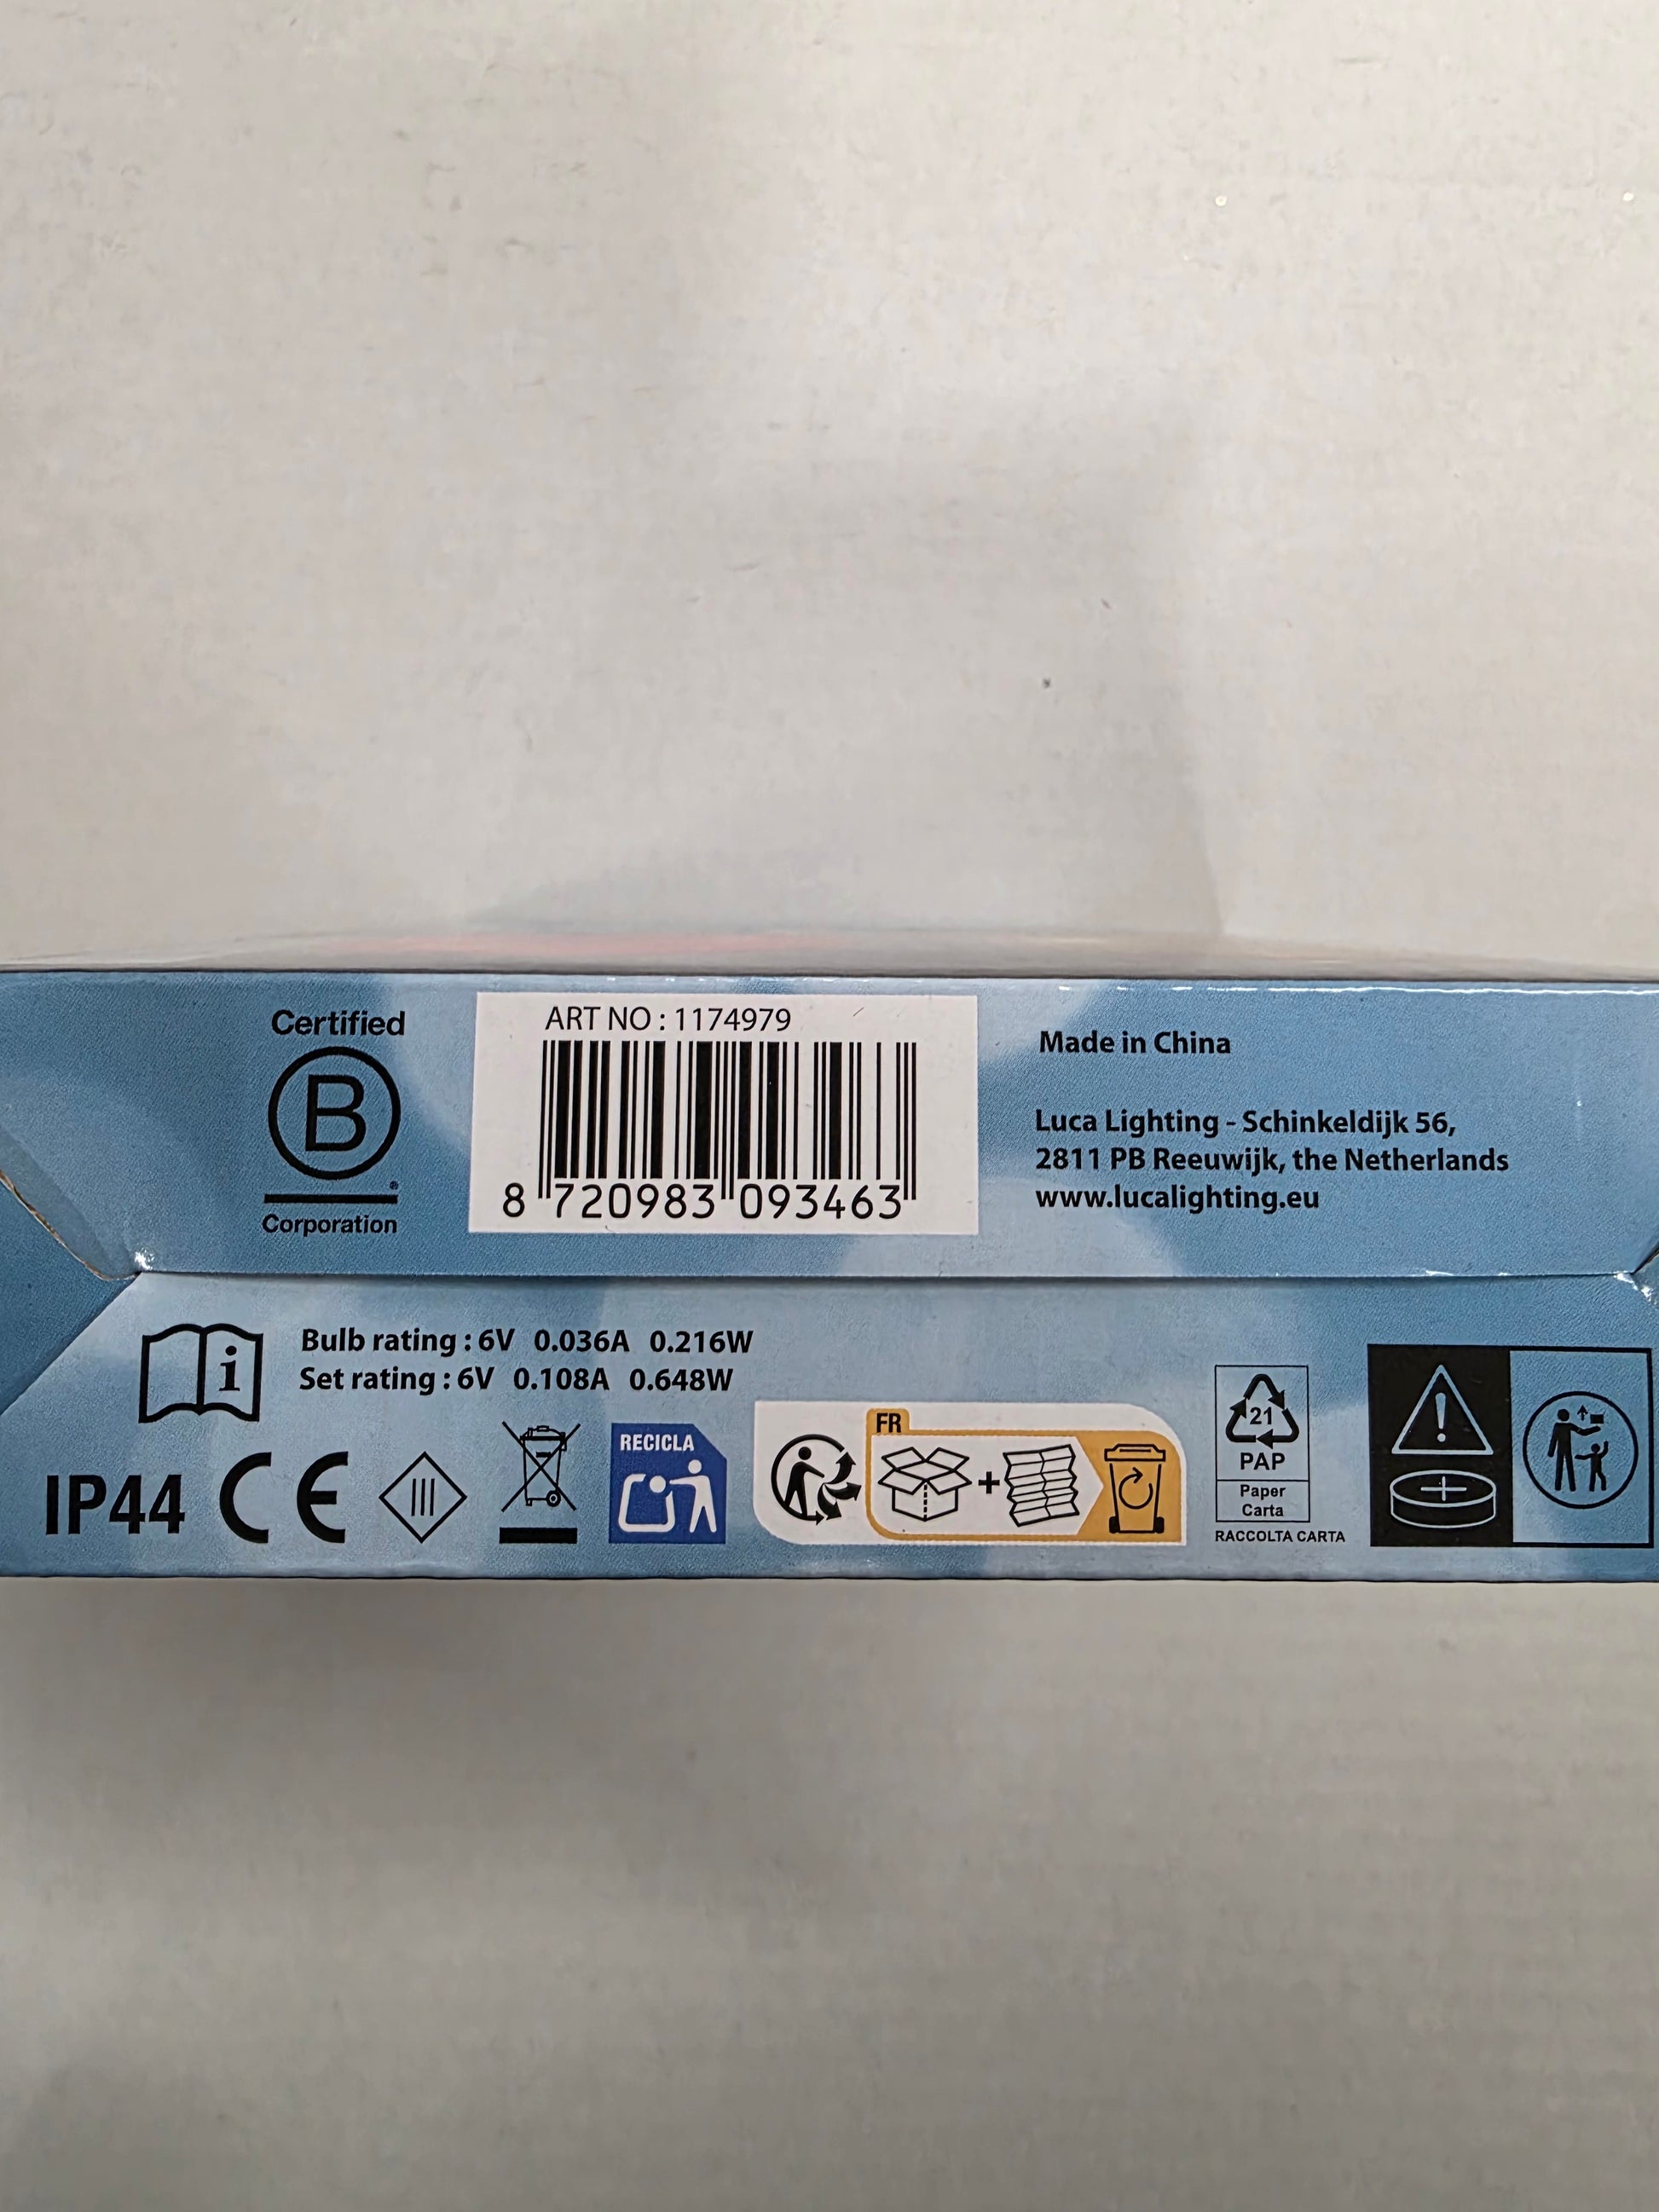 Certified
B
®
Corporation
ART NO : 1174979
8 720983 093463
Made in China
Luca Lighting - Schinkeldijk 56,
2811 PB Reeuwijk, the Netherlands
www.lucalighting.eu
i
Bulb rating : 6V 0.036A 0.216W
Set rating : 6V 0.108A 0.648W
IP44 CE
RECICLA
FR
21
PAP
Paper
Carta
RACCOLTA CARTA